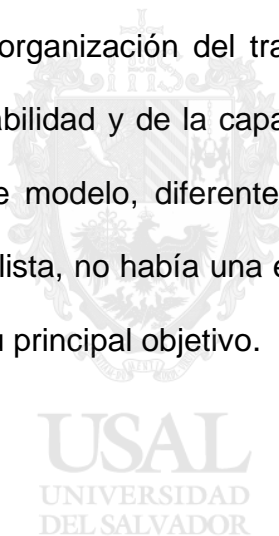 organización del tra
abilidad y de la capa
e modelo, diferente
lista, no había una e
u principal objetivo.
USAL
UNIVERSIDAD
DEL SALVADOR